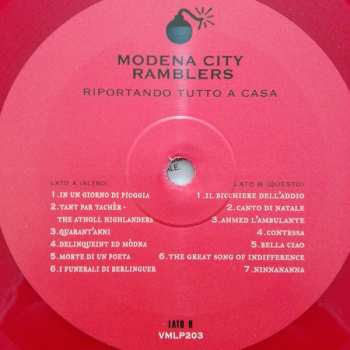 MODENA CITY
RAMBLERS
RIPORTANDO TUTTO A CASA
LATO A (ALTRO)
1.IN UN GIORNO DI PIOGGIA
2.TANT PAR TACHÈR -
THE ATHOLL HIGHLANDERS
3.QUARANT'ANNI
4.DELINQUEINT ED MÒDNA
5.MORTE DI UN POETA
6.I FUNERALI DI BERLINGUER
LATO B (QUESTO)
1.IL BICCHIERE DELL'ADDIO
2.CANTO DI NATALE
3.AHMED L'AMBULANTE
4.CONTESSA
5.BELLA CIAO
6.THE GREAT SONG OF INDIFFERENCE
7.NINNANANNA
LATO B
VMLP203